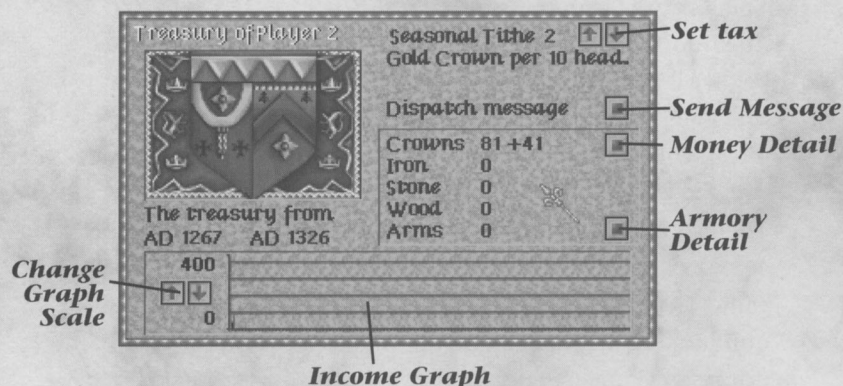 Treasury of Player 2
Seasonal Tithe 2
Gold Crown per 10 head.
Set tax
Dispatch message
Send Message
Crowns 81 +41
Money Detail
Iron 0
Stone 0
Wood 0
Arms 0
Armory
Detail
The treasury from
AD 1267 AD 1326
400
0
Change
Graph
Scale
Income Graph